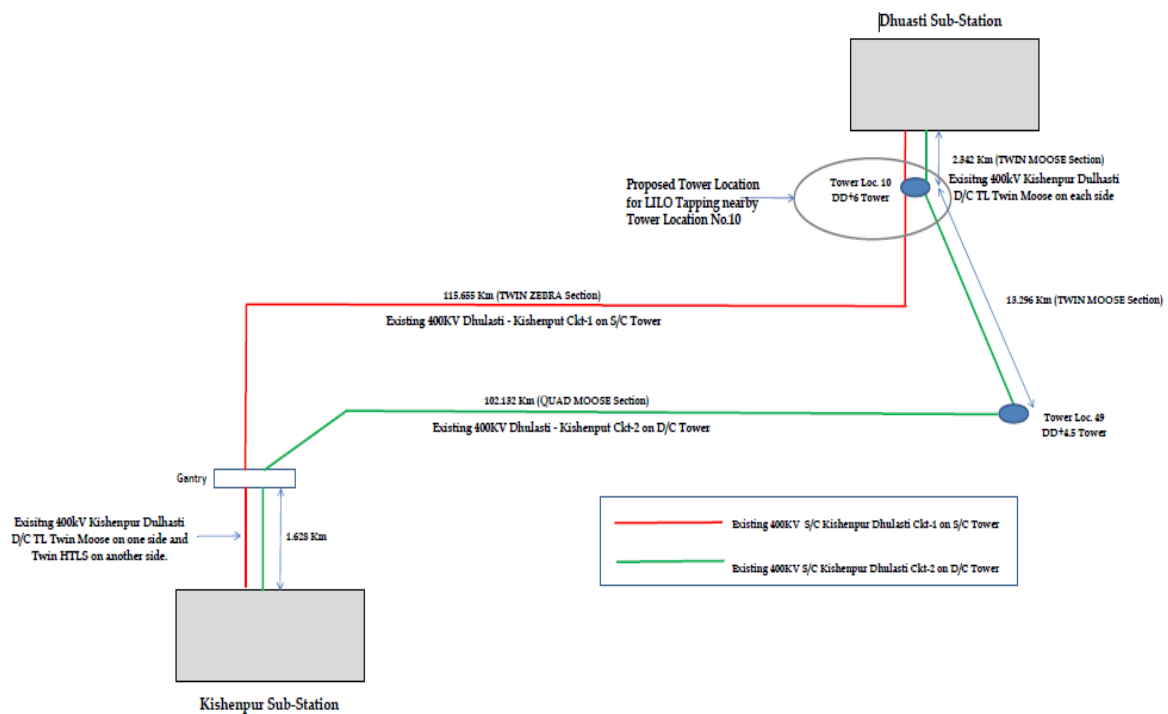 Dhuasti Sub-Station
2.342 Km (TWIN MOOSE Section)
Exisitng 400kV Kishenpur Dulhasti
D/C TL Twin Moose on each side
Tower Loc. 10
DD+6 Tower
Proposed Tower Location
for LILO Tapping nearby
Tower Location No.10
115.655 Km (TWIN ZEBRA Section)
Existing 400KV Dhulasti - Kishenput Ckt-1 on S/C Tower
13.296 Km (TWIN MOOSE Section)
102.132 Km (QUAD MOOSE Section)
Existing 400KV Dhulasti - Kishenput Ckt-2 on D/C Tower
Tower Loc. 49
DD+4.5 Tower
Gantry
Exisitng 400kV Kishenpur Dulhasti
D/C TL Twin Moose on one side and
Twin HTLS on another side.
1.628 Km
Existing 400KV S/C Kishenpur Dhulasti Ckt-1 on S/C Tower
Existing 400KV S/C Kishenpur Dhulasti Ckt-2 on D/C Tower
Kishenpur Sub-Station